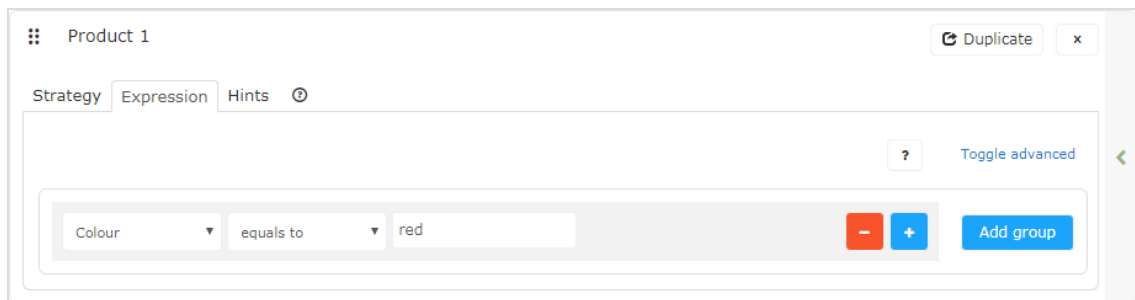 Product 1 Duplicate x
Strategy Expression Hints ?
? Toggle advanced
Colour equals to red − + Add group